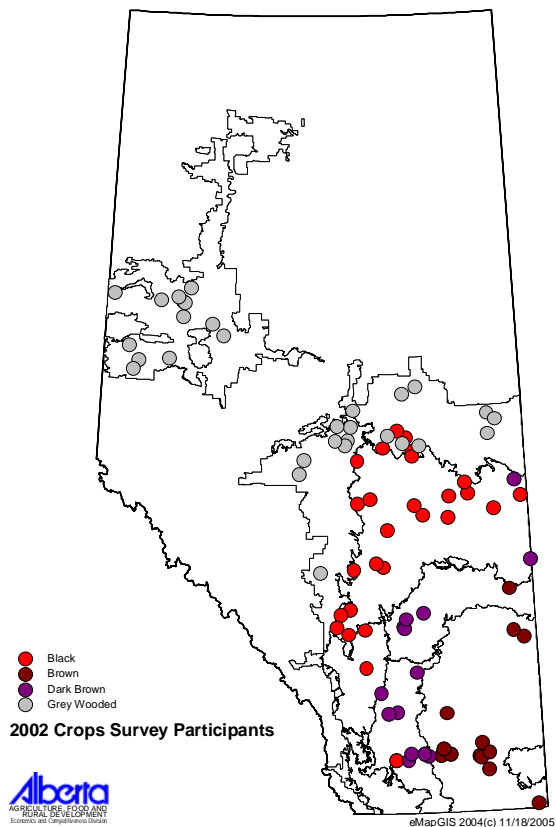 Black
Brown
Dark Brown
Grey Wooded
2002 Crops Survey Participants
Alberta
AGRICULTURE, FOOD AND
RURAL DEVELOPMENT
Economics and Competitiveness Division
eMapGIS 2004(c) 11/18/2005